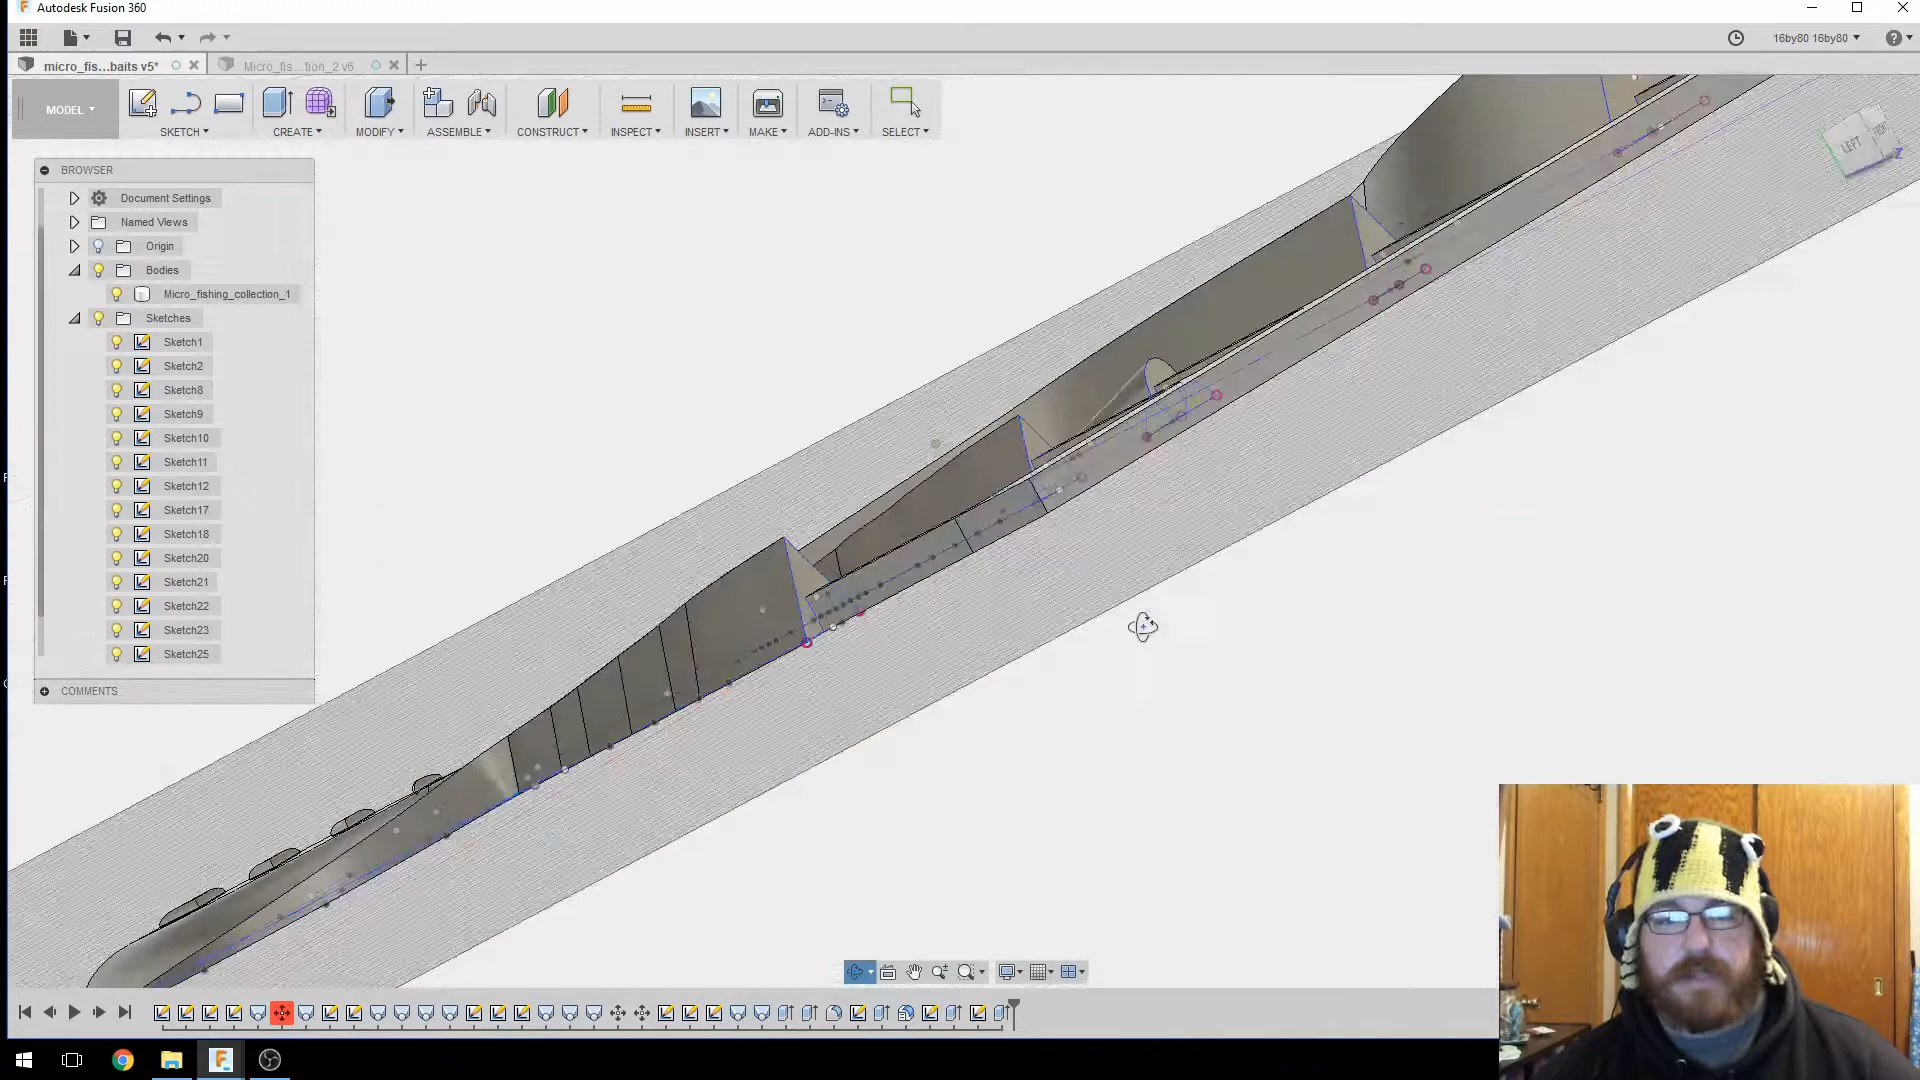 Autodesk Fusion 360
16by80 16by80
micro_fis...baits v5*
Micro_fis...tion_2 v6
MODEL
SKETCH CREATE MODIFY ASSEMBLE CONSTRUCT INSPECT INSERT MAKE ADD-INS SELECT
LEFT
Z
BROWSER
Document Settings
Named Views
Origin
Bodies
Micro_fishing_collection_1
Sketches
Sketch1
Sketch2
Sketch8
Sketch9
Sketch10
Sketch11
Sketch12
Sketch17
Sketch18
Sketch20
Sketch21
Sketch22
Sketch23
Sketch25
COMMENTS